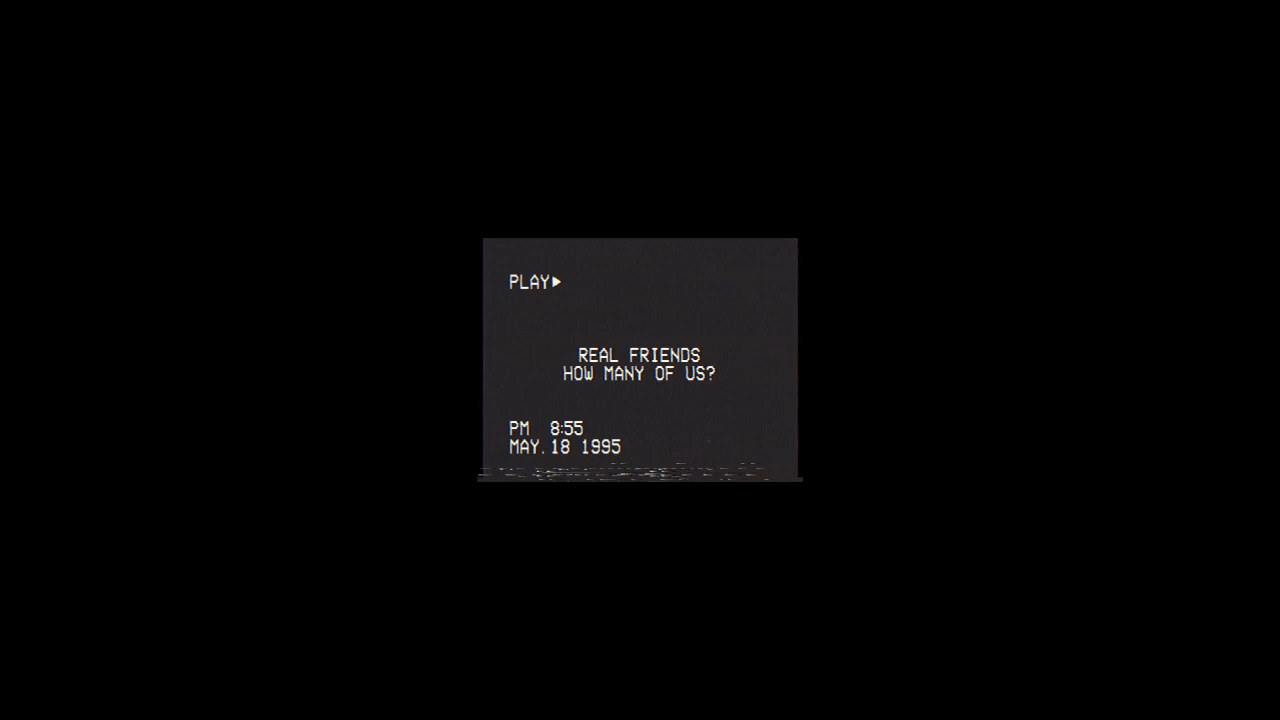 PLAY▶
REAL FRIENDS
HOW MANY OF US?
PM 8:55
MAY. 18 1995